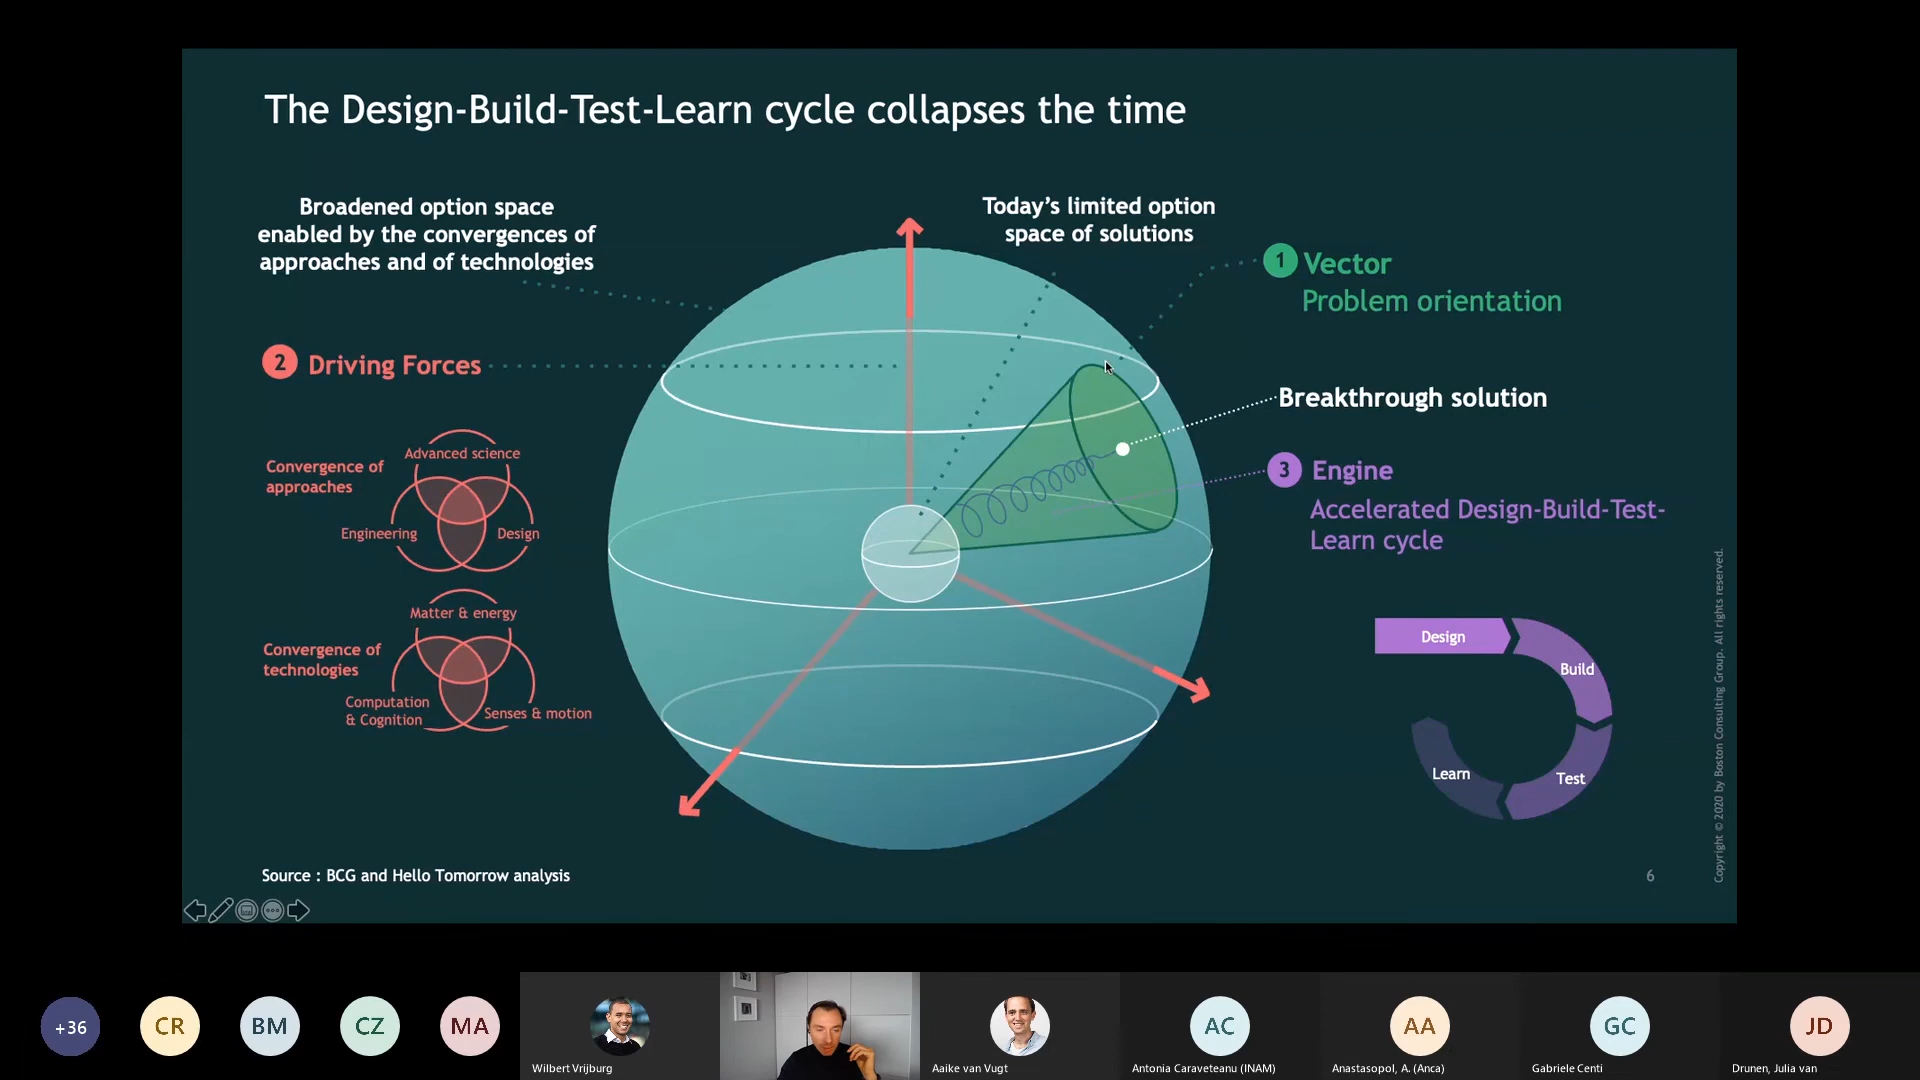 The Design-Build-Test-Learn cycle collapses the time
Broadened option space
enabled by the convergences of
approaches and of technologies
Today's limited option
space of solutions
1 Vector
Problem orientation
2 Driving Forces
Breakthrough solution
3 Engine
Accelerated Design-Build-Test-
Learn cycle
Convergence of
approaches
Advanced science
Engineering
Design
Convergence of
technologies
Matter & energy
Computation
& Cognition
Senses & motion
Design
Build
Test
Learn
Source : BCG and Hello Tomorrow analysis
6
Copyright © 2020 by Boston Consulting Group. All rights reserved.
+36
CR
BM
CZ
MA
Wilbert Vrijburg
Aaike van Vugt
AC
Antonia Caraveteanu (INAM)
AA
Anastasopol, A. (Anca)
GC
Gabriele Centi
JD
Drunen, Julia van